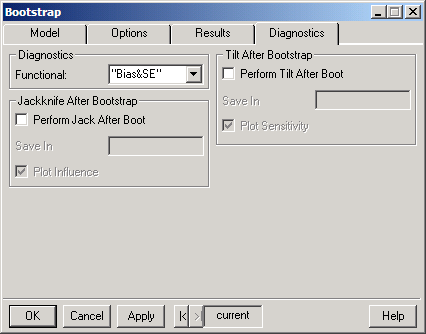 Bootstrap
Model Options Results Diagnostics
Diagnostics
Functional: "Bias&SE"
Jackknife After Bootstrap
Perform Jack After Boot
Save In
Plot Influence
Tilt After Bootstrap
Perform Tilt After Boot
Save In
Plot Sensitivity
OK Cancel Apply current Help